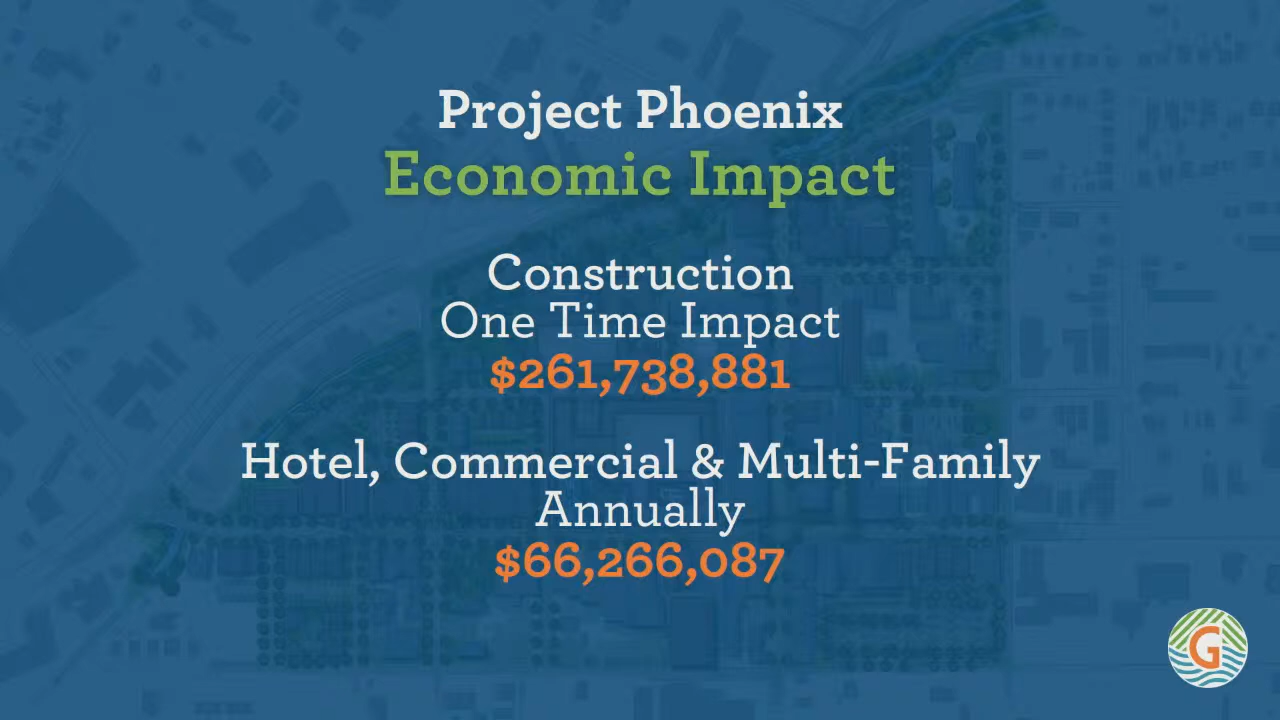 Project Phoenix
Economic Impact
Construction
One Time Impact
$261,738,881
Hotel, Commercial & Multi-Family
Annually
$66,266,087
G